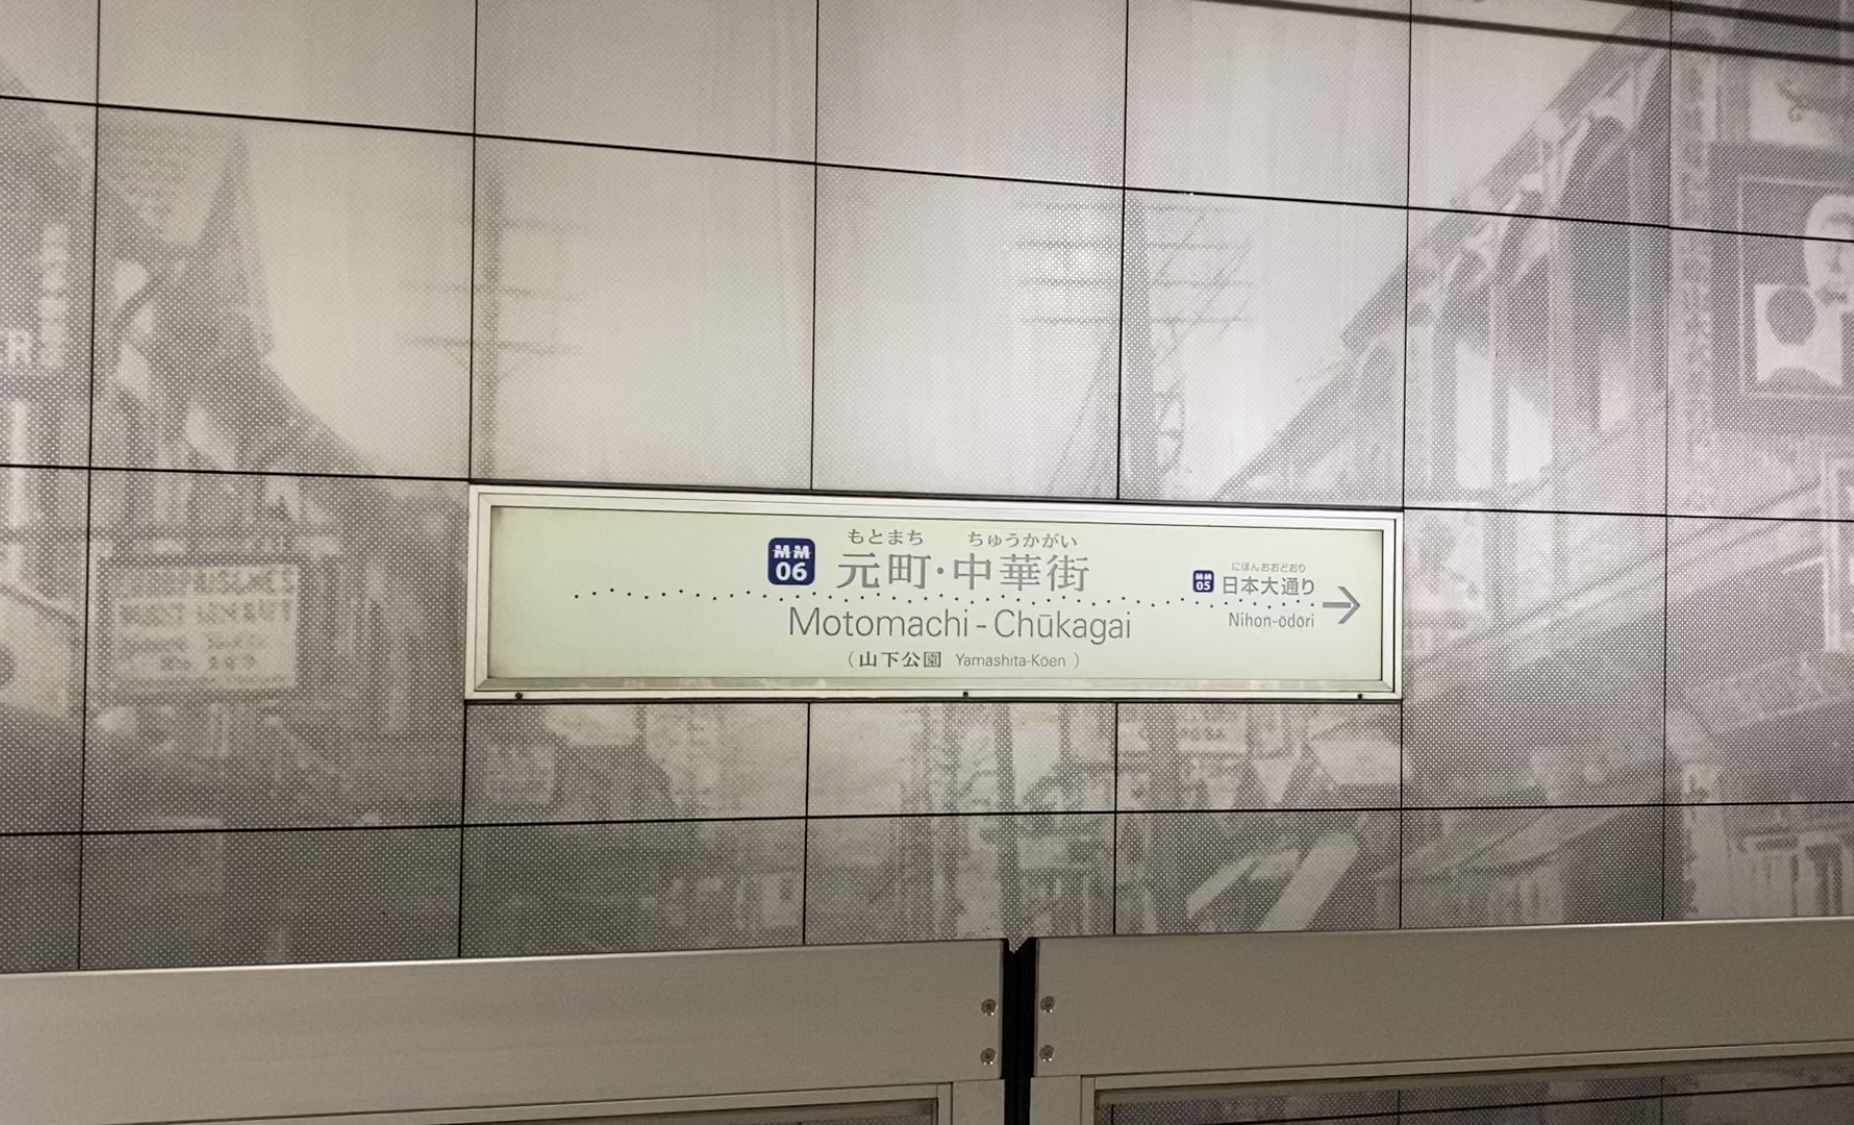 もとまち ちゅうかがい
MM 06 元町・中華街
Motomachi - Chūkagai
（山下公園 Yamashita-Kōen ）
にほんおおどおり
MM 05 日本大通り
Nihon-ōdōri